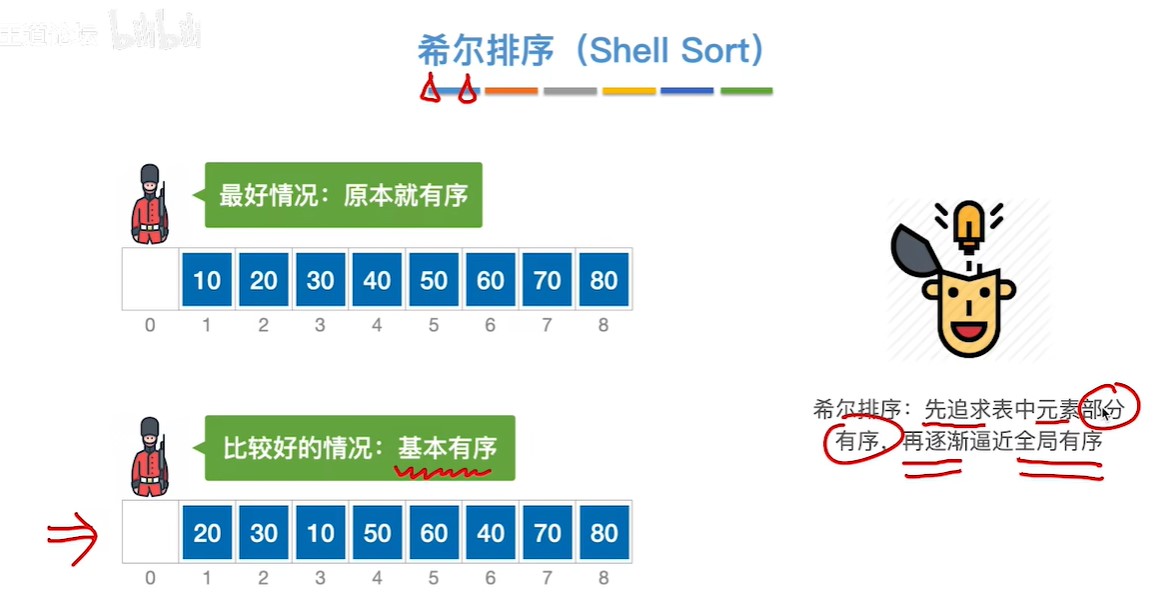 王道论坛 bilibili
希尔排序（Shell Sort）
最好情况：原本就有序
10 20 30 40 50 60 70 80
0 1 2 3 4 5 6 7 8
比较好的情况：基本有序
20 30 10 50 60 40 70 80
0 1 2 3 4 5 6 7 8
希尔排序：先追求表中元素部分
有序，再逐渐逼近全局有序